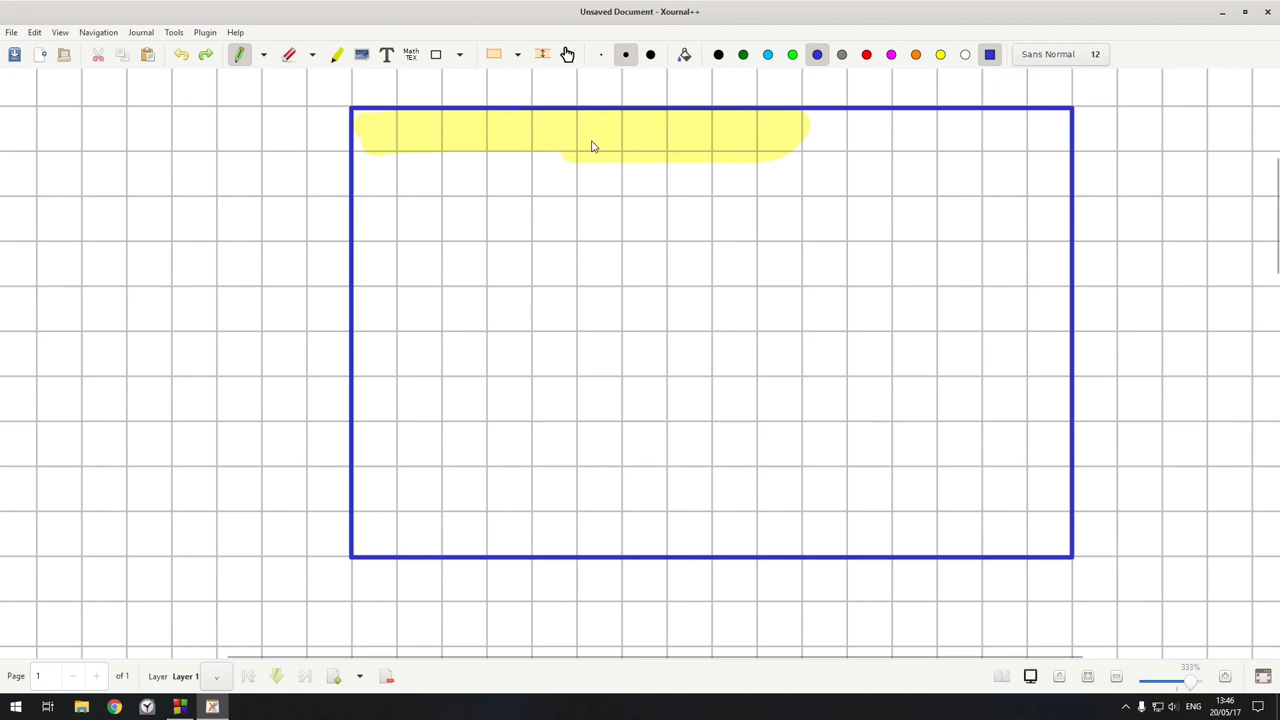 Unsaved Document - Xournal++
File Edit View Navigation Journal Tools Plugin Help
T Math TEX Sans Normal 12
Page 1 of 1 Layer Layer 1 333%
ENG 13:46
20/05/17